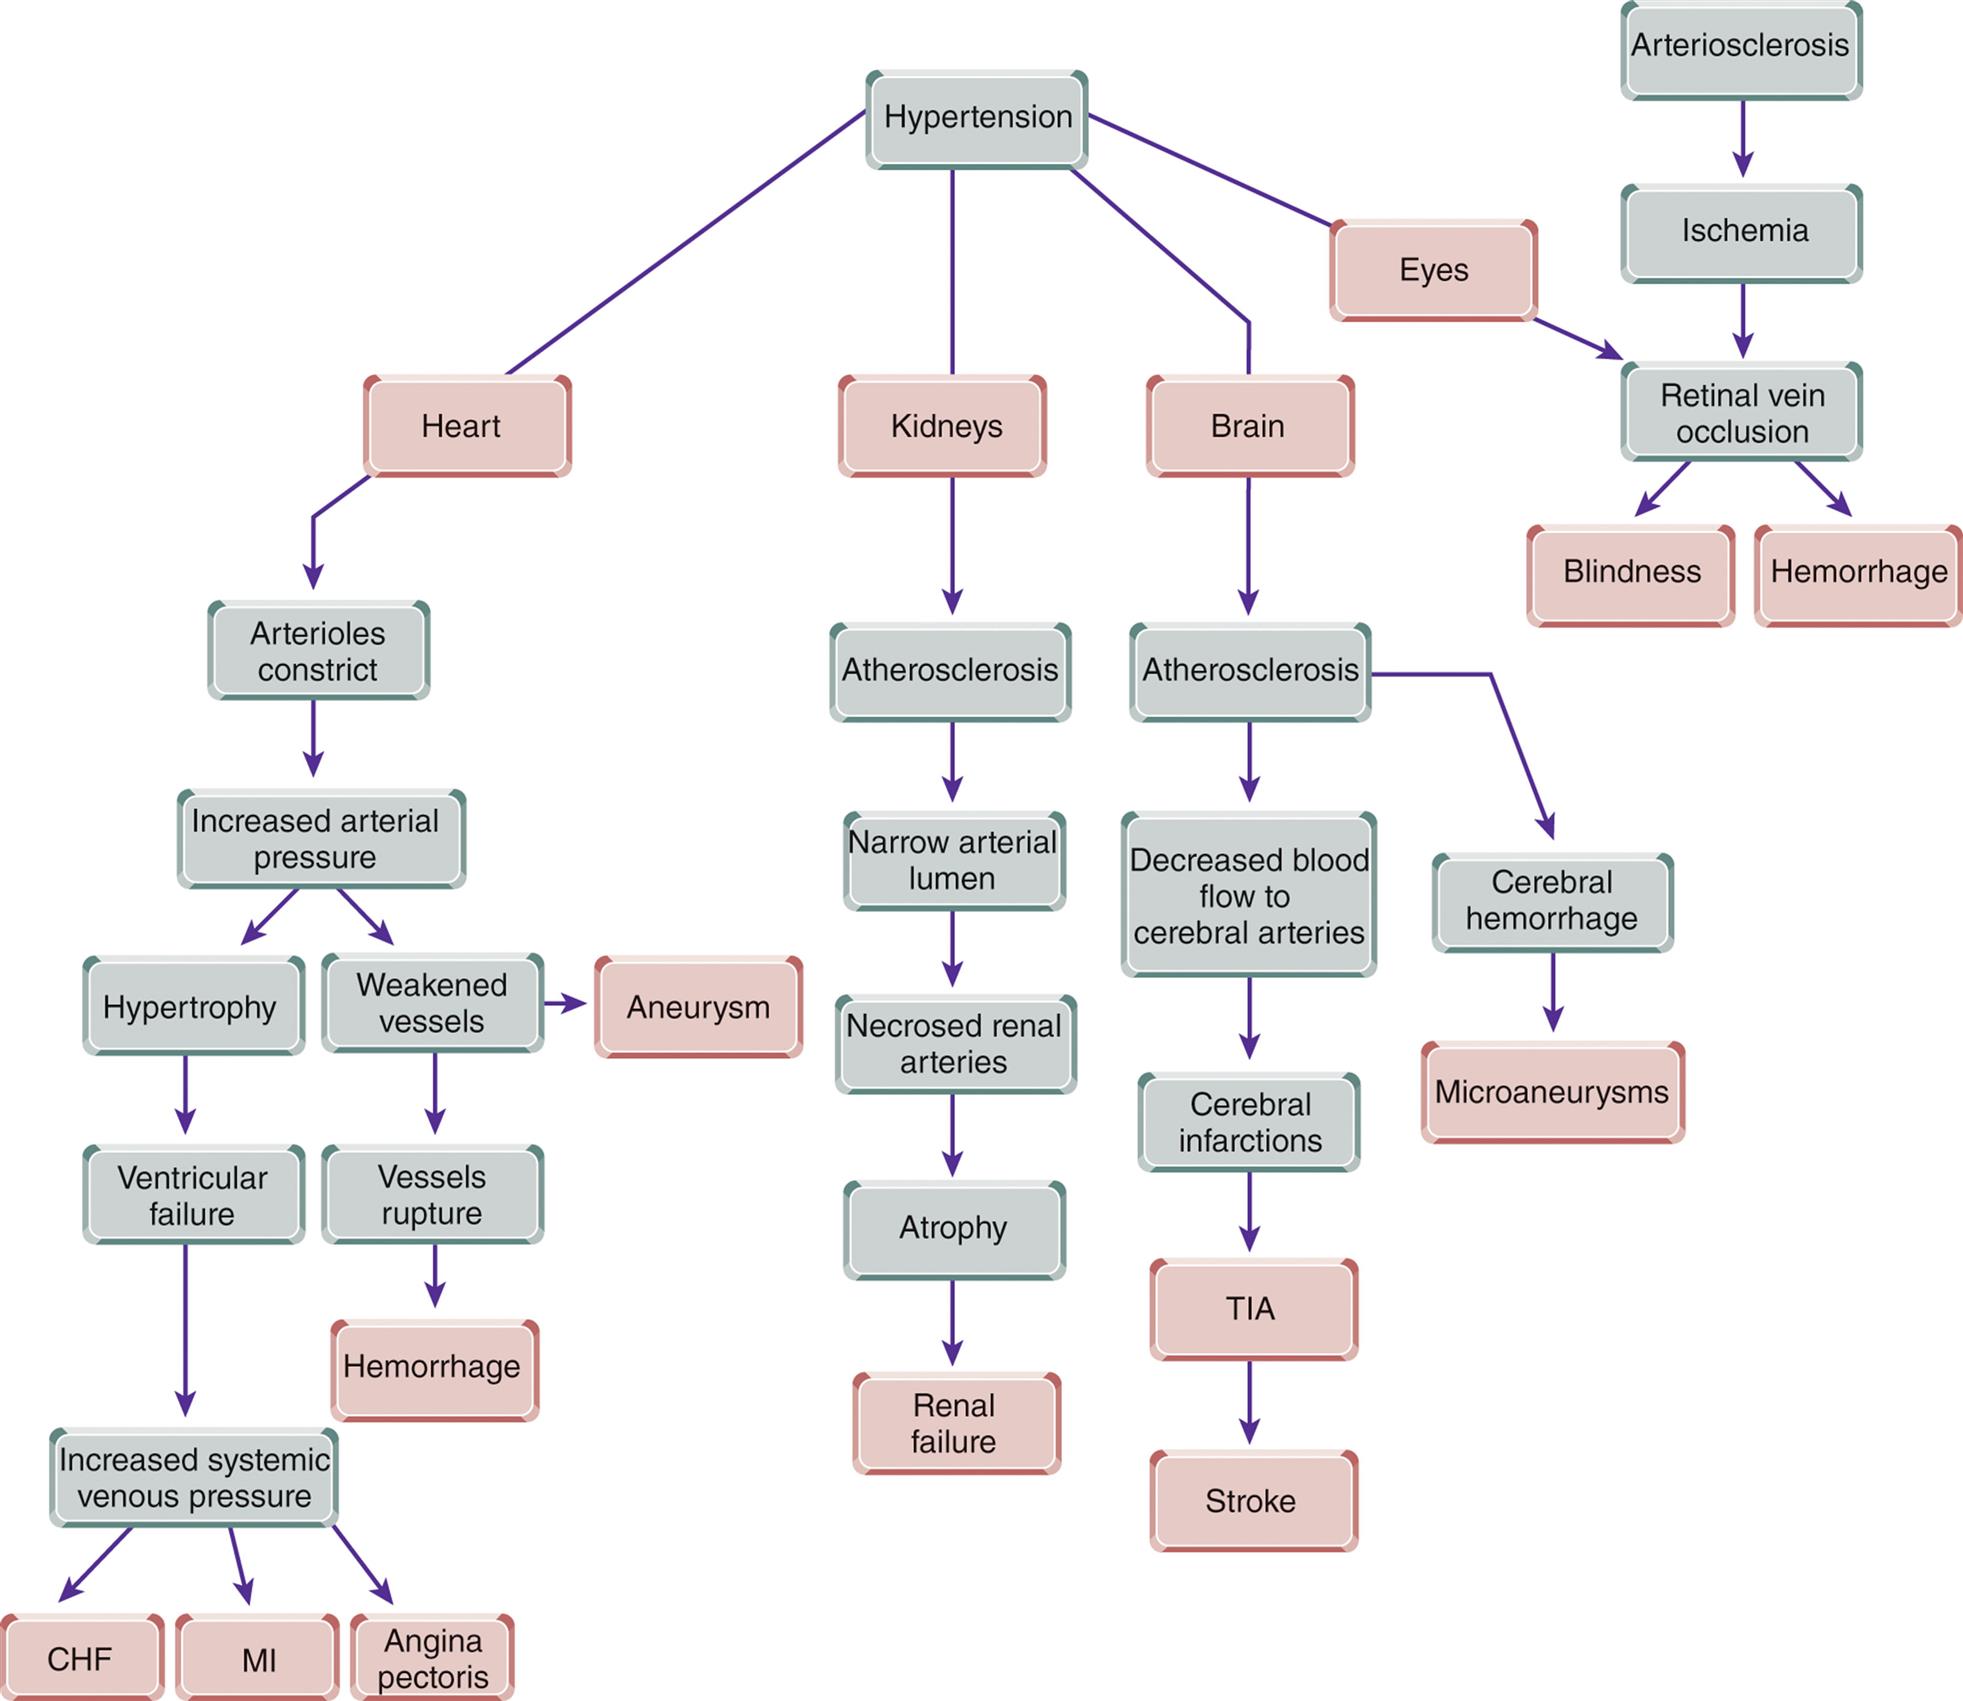 Arteriosclerosis
Hypertension
Ischemia
Eyes
Retinal vein
occlusion
Heart
Kidneys
Brain
Blindness
Hemorrhage
Arterioles
constrict
Atherosclerosis
Atherosclerosis
Increased arterial
pressure
Narrow arterial
lumen
Decreased blood
flow to
cerebral arteries
Cerebral
hemorrhage
Hypertrophy
Weakened
vessels
Aneurysm
Necrosed renal
arteries
Cerebral
infarctions
Microaneurysms
Ventricular
failure
Vessels
rupture
Atrophy
TIA
Hemorrhage
Renal
failure
Increased systemic
venous pressure
Stroke
CHF
MI
Angina
pectoris